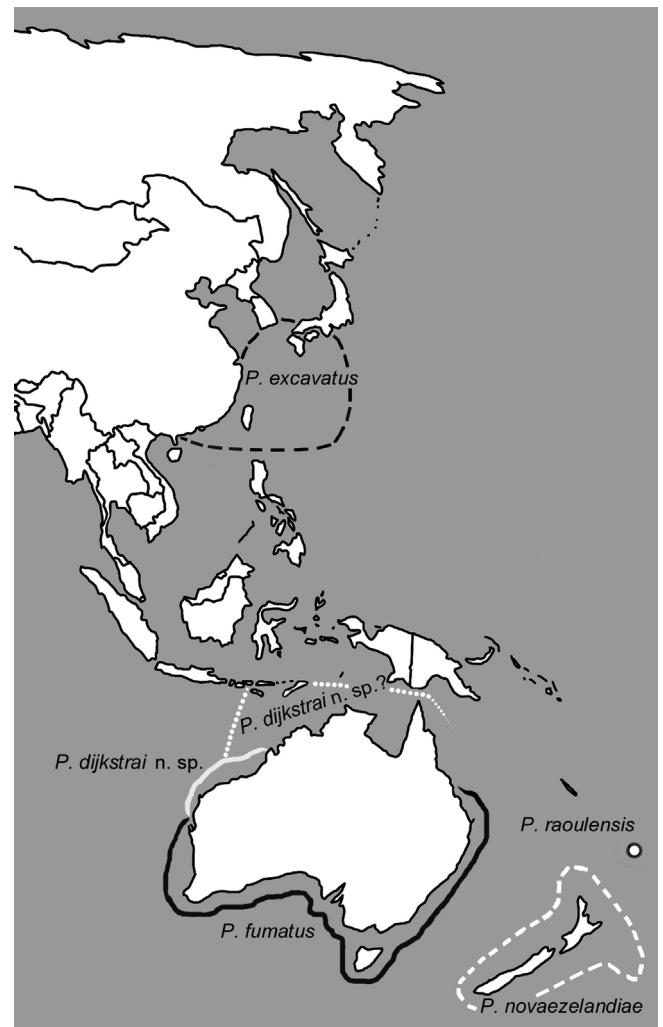 P. excavatus
P. dijkstrai n. sp.?
P. dijkstrai n. sp.
P. raoulensis
P. fumatus
P. novaezelandiae